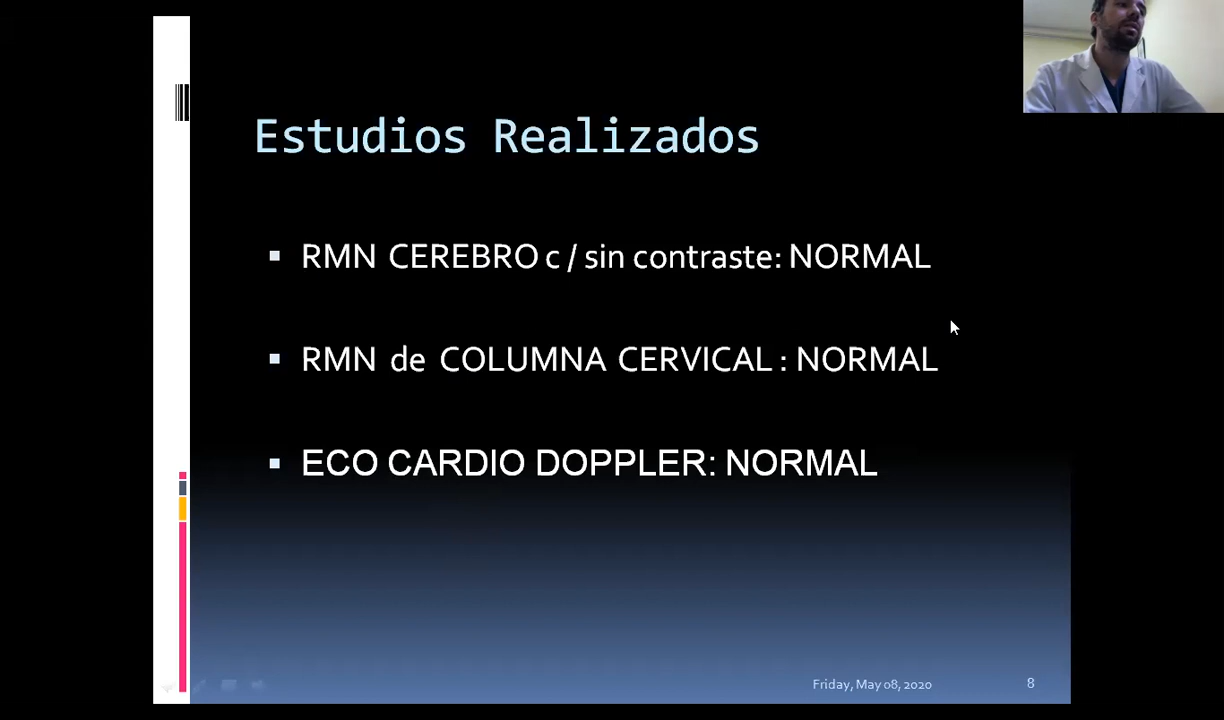 Estudios Realizados
RMN CEREBRO c / sin contraste: NORMAL
RMN de COLUMNA CERVICAL : NORMAL
ECO CARDIO DOPPLER: NORMAL
Friday, May 08, 2020
8